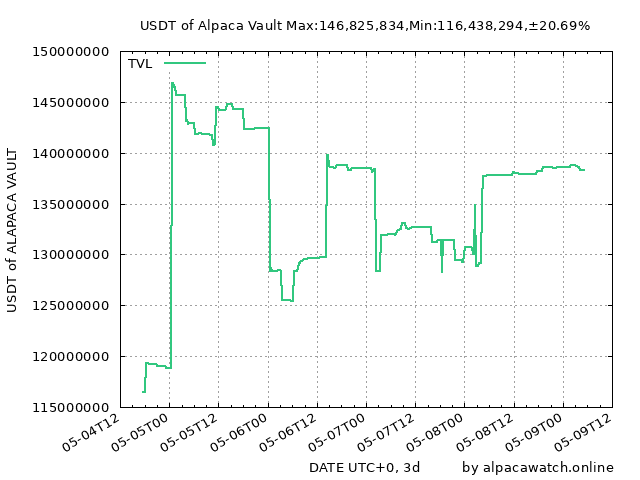 USDT of Alpaca Vault Max:146,825,834,Min:116,438,294,±20.69%
TVL
150000000
145000000
140000000
135000000
130000000
125000000
120000000
115000000
USDT of ALAPACA VAULT
05-04T12
05-05T00
05-05T12
05-06T00
05-06T12
05-07T00
05-07T12
05-08T00
05-08T12
05-09T00
05-09T12
DATE UTC+0, 3d
by alpacawatch.online